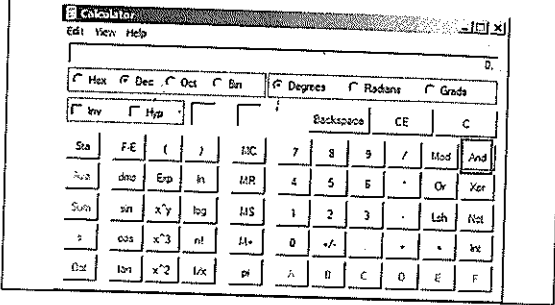 Calculator
Edit View Help
0.
Hex Dec Oct Bin Degrees Radians Grads
Inv Hyp Backspace CE C
Sta F-E ( ) MC 7 8 9 / Mod And
dms Exp ln MR 4 5 6 * Or Xor
Sum sin x^y log MS 1 2 3 - Lsh Not
s cos x^3 n! M+ 0 +/- . + = Int
Dat tan x^2 1/x pi A B C D E F